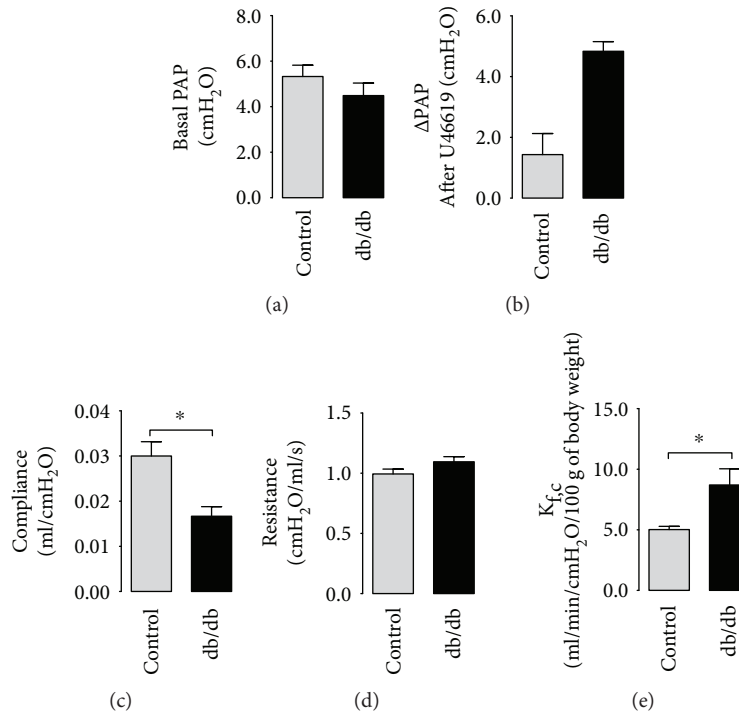 8.0
6.0
4.0
2.0
0.0
Basal PAP
(cmH2O)
Control
db/db
(a)
6.0
4.0
2.0
0.0
ΔPAP
After U46619 (cmH2O)
Control
db/db
(b)
0.04
0.03
0.02
0.01
0.00
Compliance
(ml/cmH2O)
*
Control
db/db
(c)
1.5
1.0
0.5
0.0
Resistance
(cmH2O/ml/s)
Control
db/db
(d)
15.0
10.0
5.0
0.0
Kf,c
(ml/min/cmH2O/100 g of body weight)
*
Control
db/db
(e)